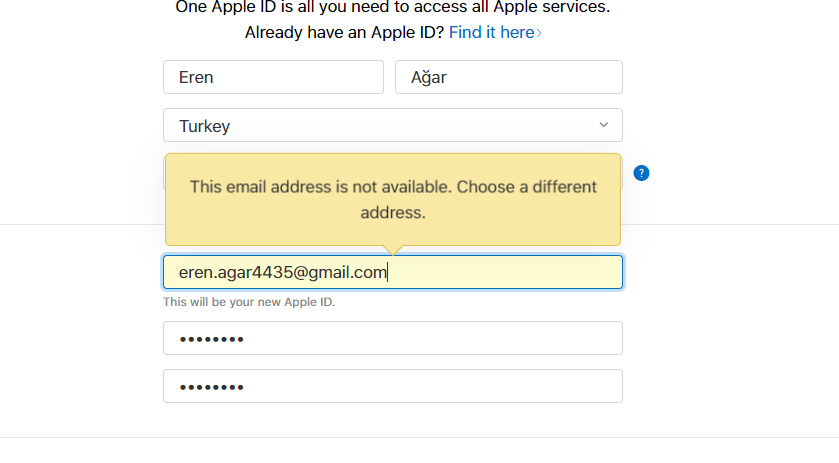 One Apple ID is all you need to access all Apple services.
Already have an Apple ID? Find it here›
Eren
Ağar
Turkey
This email address is not available. Choose a different
address.
?
eren.agar4435@gmail.com
This will be your new Apple ID.
••••••••
••••••••